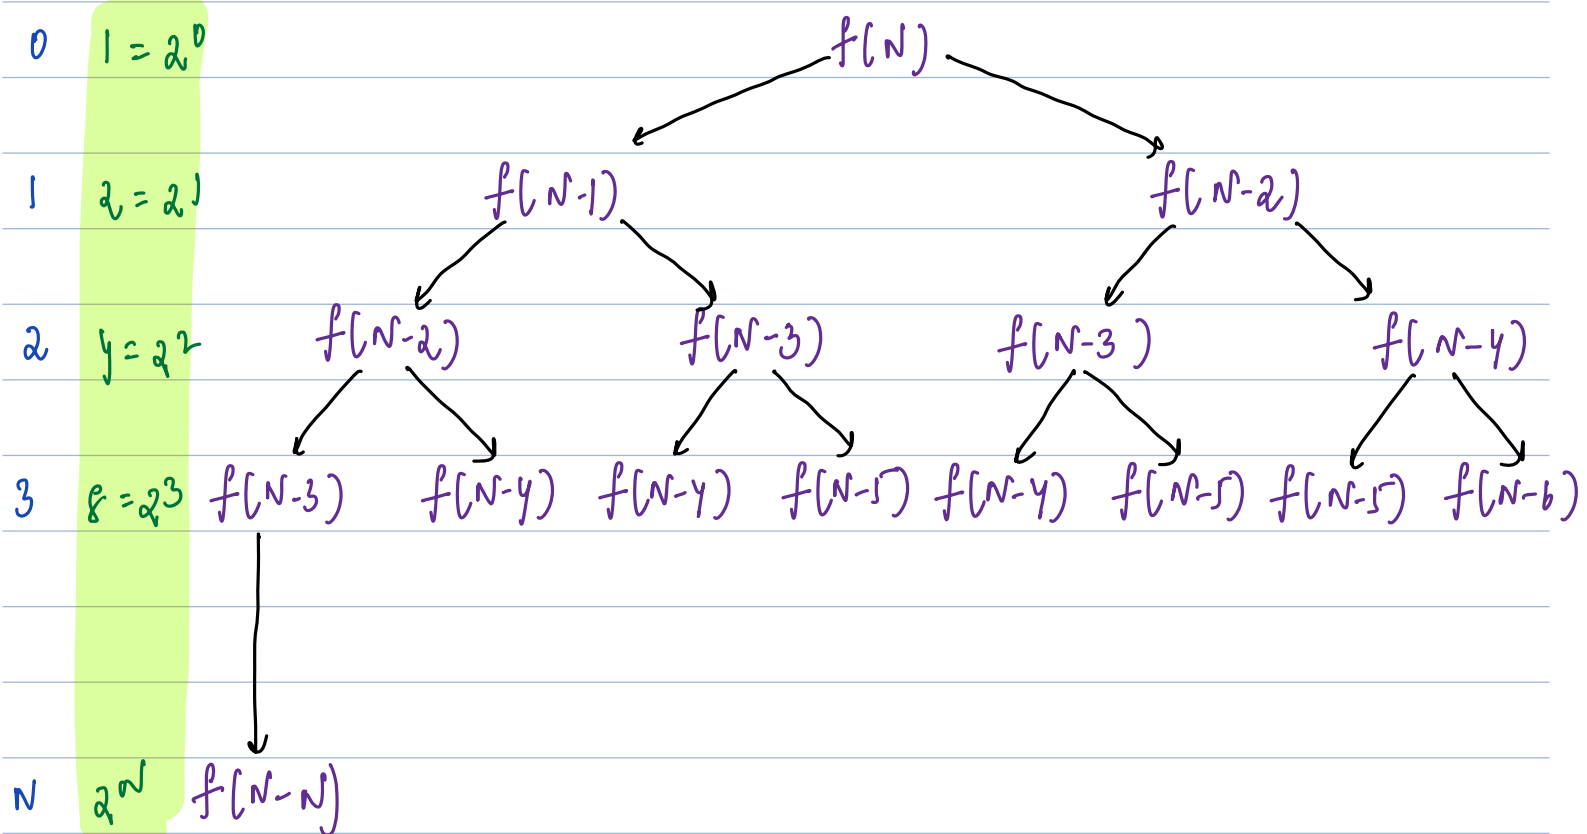 0 1 = 2⁰ f(N)
1 2 = 2¹ f(N-1) f(N-2)
2 4 = 2² f(N-2) f(N-3) f(N-3) f(N-4)
3 8 = 2³ f(N-3) f(N-4) f(N-4) f(N-5) f(N-4) f(N-5) f(N-5) f(N-6)
N 2ᴺ f(N-N)